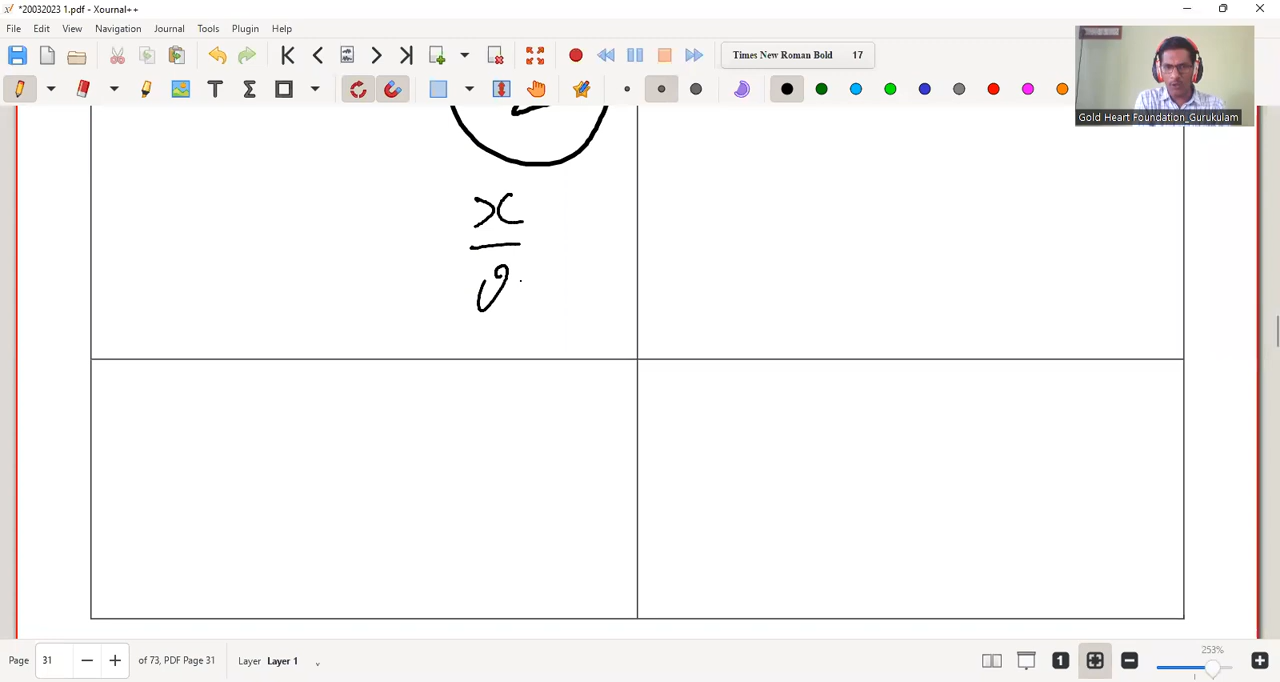 *20032023 1.pdf - Xournal++
File Edit View Navigation Journal Tools Plugin Help
Times New Roman Bold 17
Gold Heart Foundation_Gurukulam
x
Page 31 of 73, PDF Page 31 Layer Layer 1
253%